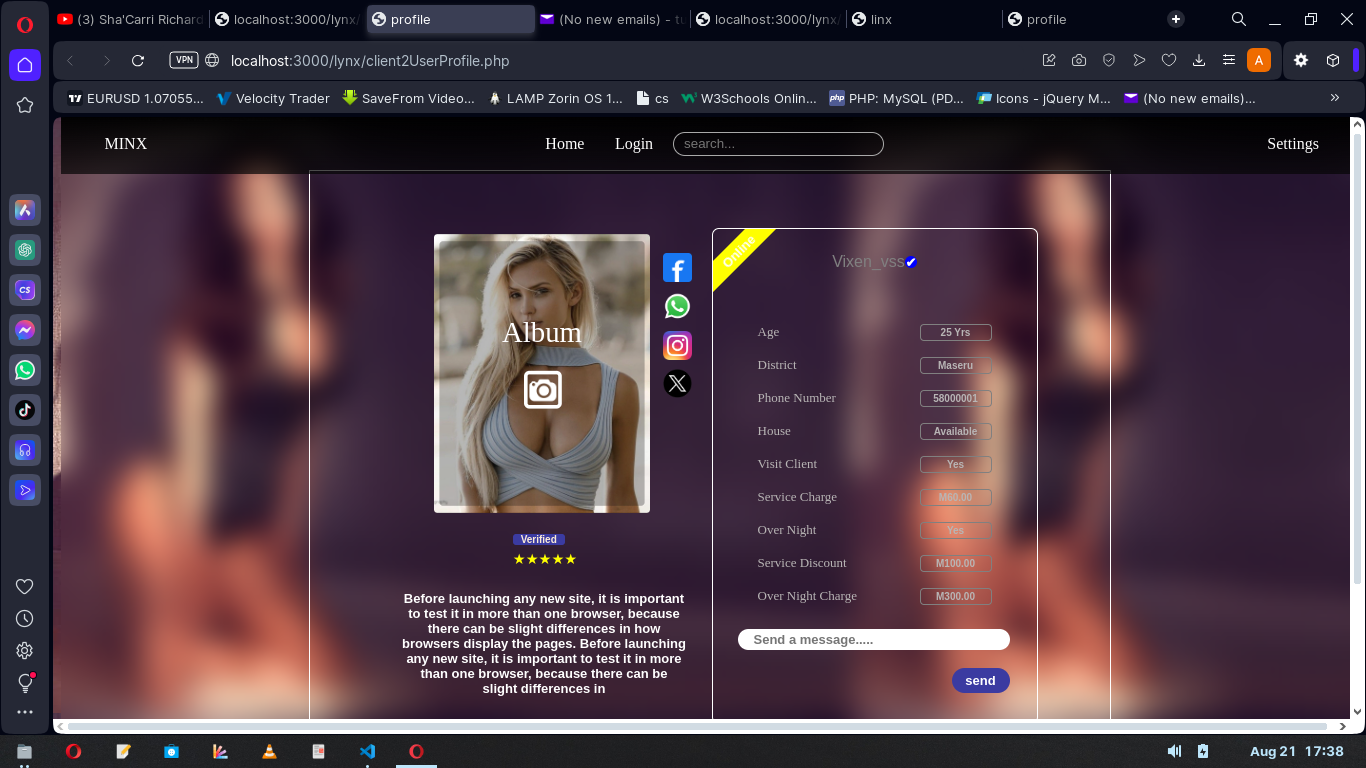 (3) Sha'Carri Richard
localhost:3000/lynx/
profile
(No new emails) - tu
localhost:3000/lynx/
linx
profile
VPN
localhost:3000/lynx/client2UserProfile.php
A
EURUSD 1.07055...
Velocity Trader
SaveFrom Video...
LAMP Zorin OS 1...
cs
W3Schools Onlin...
php
PHP: MySQL (PD...
Icons - jQuery M...
(No new emails)...
»
MINX
Home
Login
search...
Settings
Album
Online
Vixen_vss
Age
25 Yrs
District
Maseru
Phone Number
58000001
House
Available
Visit Client
Yes
Service Charge
M60.00
Over Night
Yes
Service Discount
M100.00
Over Night Charge
M300.00
Verified
★★★★★
Before launching any new site, it is important
to test it in more than one browser, because
there can be slight differences in how
browsers display the pages. Before launching
any new site, it is important to test it in more
than one browser, because there can be
slight differences in
Send a message.....
send
CS
Aug 21 17:38